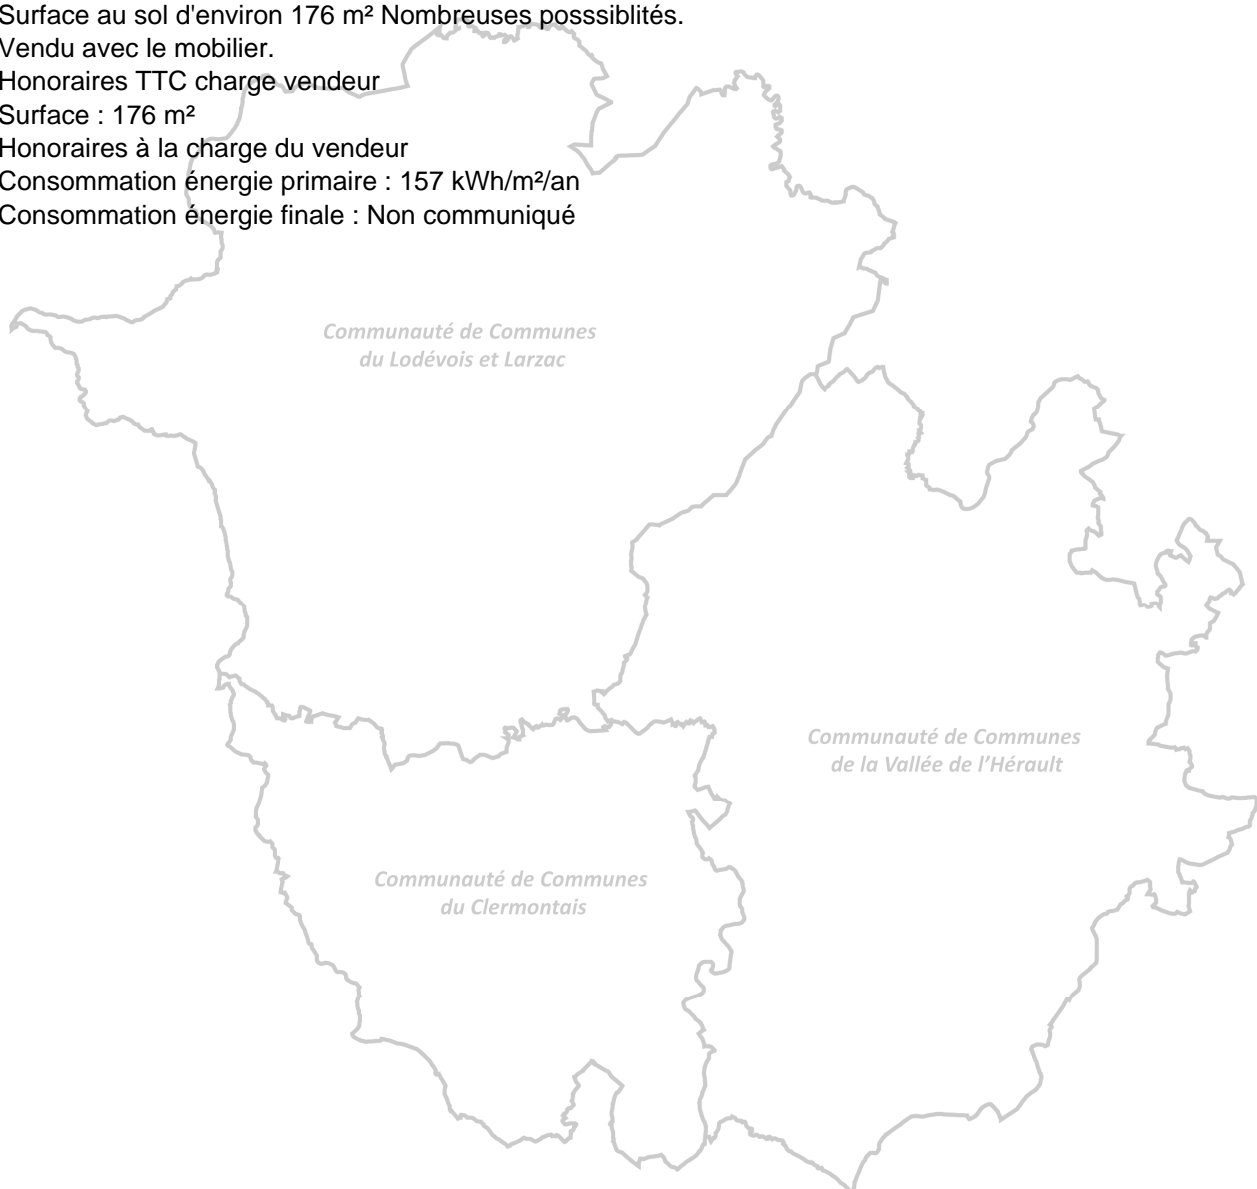 Surface au sol d'environ 176 m² Nombreuses posssiblités.
Vendu avec le mobilier.
Honoraires TTC charge vendeur
Surface : 176 m²
Honoraires à la charge du vendeur
Consommation énergie primaire : 157 kWh/m²/an
Consommation énergie finale : Non communiqué
Communauté de Communes
du Lodévois et Larzac
Communauté de Communes
de la Vallée de l'Hérault
Communauté de Communes
du Clermontais